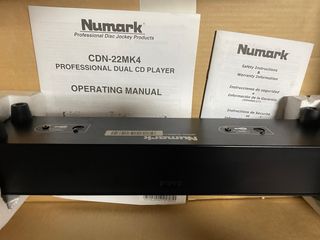 Numark
Professional Disc Jockey Products
CDN-22MK4
PROFESSIONAL DUAL CD PLAYER
OPERATING MANUAL
Numark
Safety Instructions
& Warranty Information
Instrucciones de seguridad
e Información de la Garantía
Instructions de Sécurité
Numark